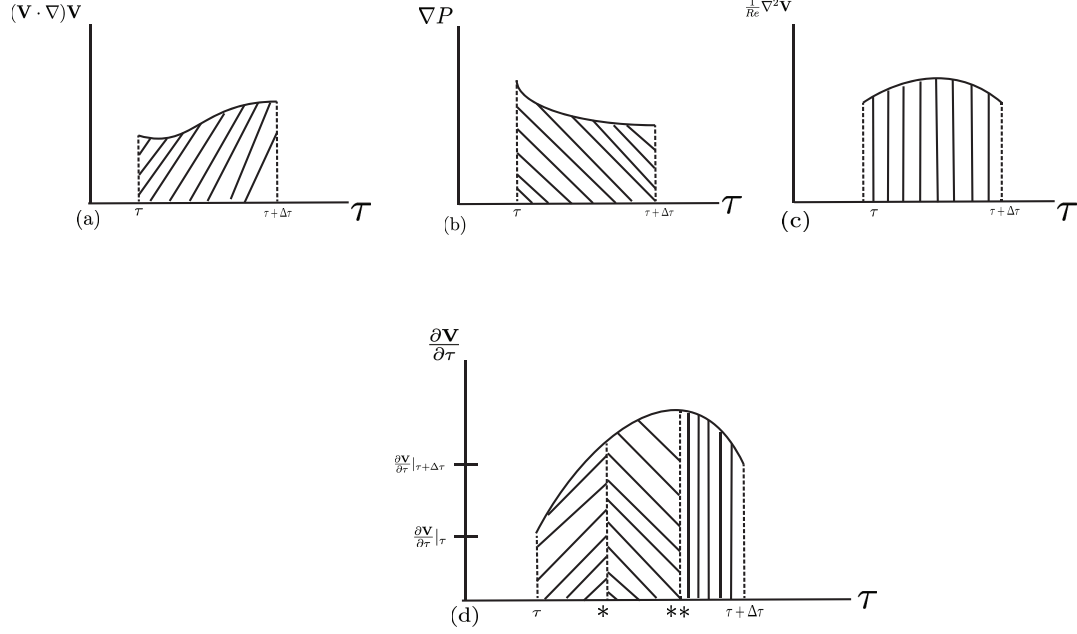 (V · ∇)V
τ
τ + Δτ
τ
(a)
∇P
τ
τ + Δτ
τ
(b)
1/Re ∇²V
τ
τ + Δτ
τ
(c)
∂V/∂τ
∂V/∂τ|τ+Δτ
∂V/∂τ|τ
τ
*
**
τ + Δτ
τ
(d)